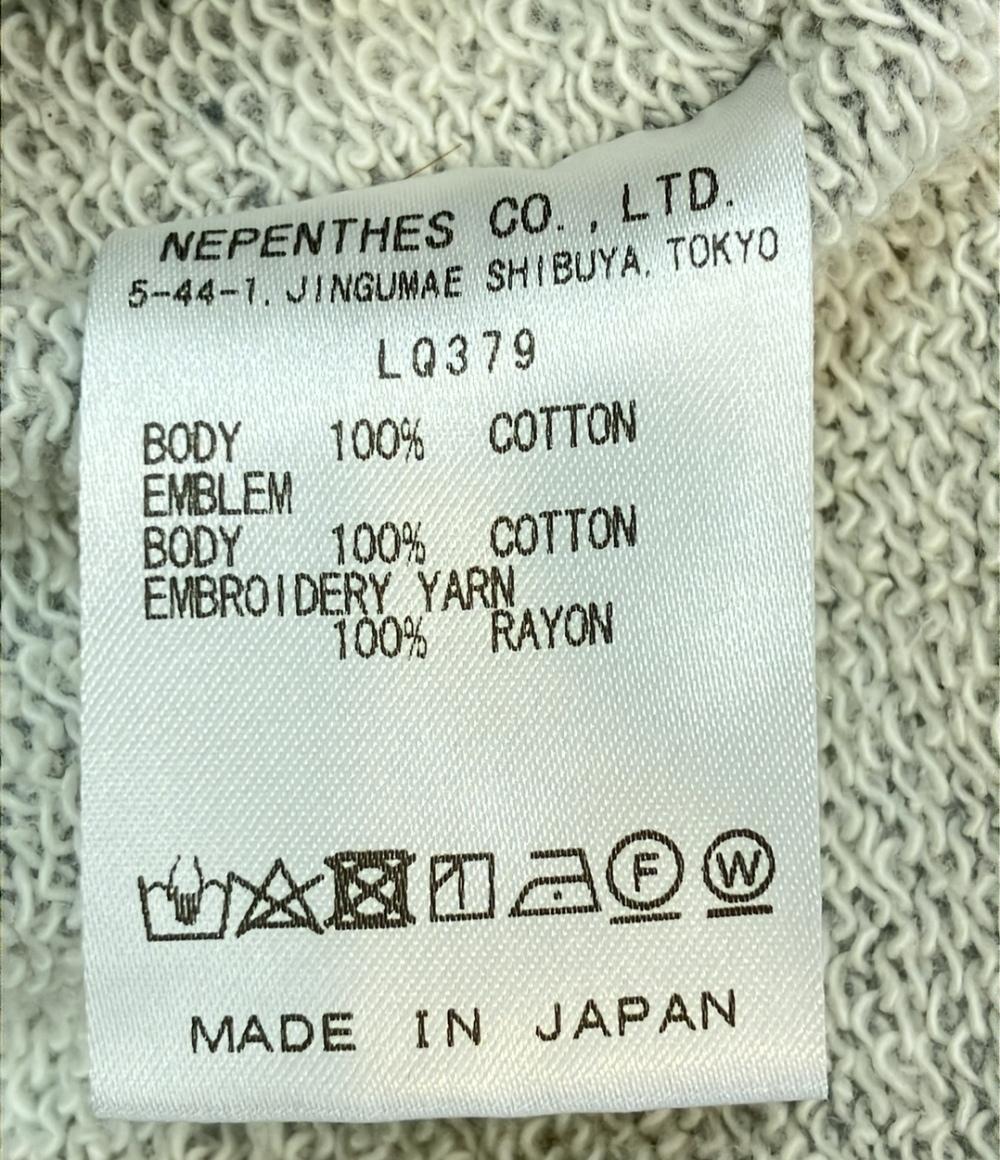 NEPENTHES CO., LTD.
5-44-1, JINGUMAE SHIBUYA, TOKYO
LQ379
BODY 100% COTTON
EMBLEM
BODY 100% COTTON
EMBROIDERY YARN
100% RAYON
F W
MADE IN JAPAN